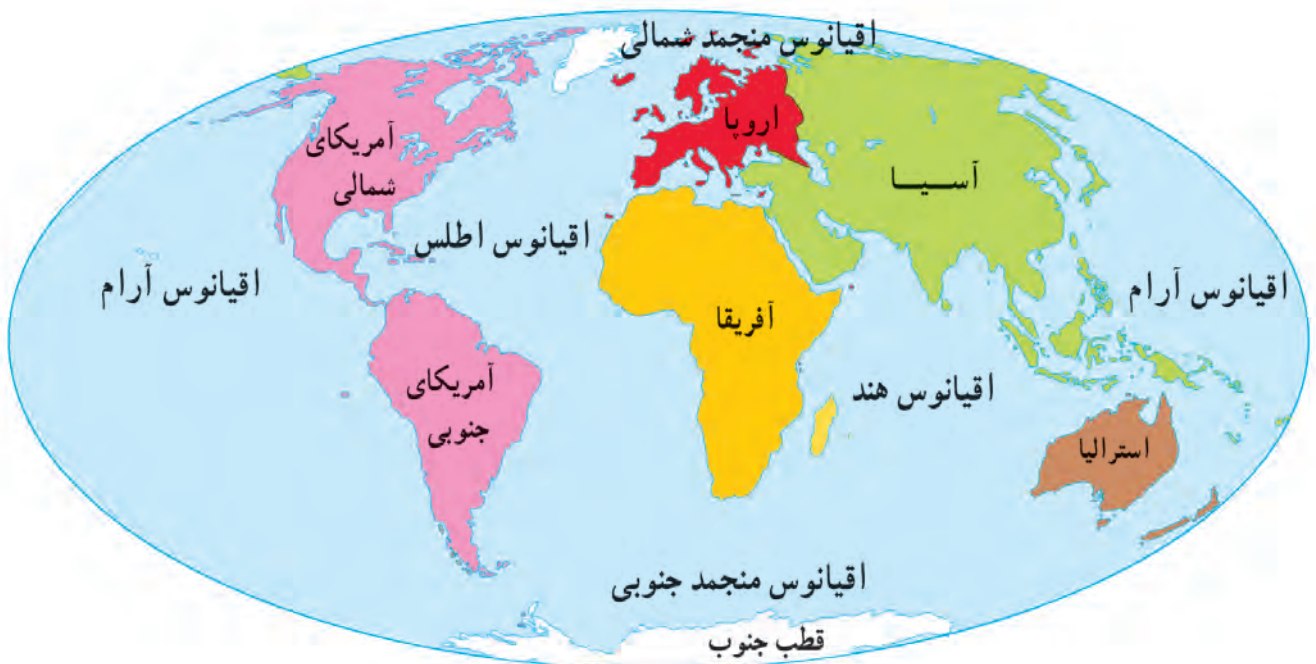 اقیانوس منجمد شمالی
اروپا
آمریکای
شمالی
آسـیـا
اقیانوس اطلس
اقیانوس آرام
اقیانوس آرام
آفریقا
آمریکای
جنوبی
اقیانوس هند
استرالیا
اقیانوس منجمد جنوبی
قطب جنوب